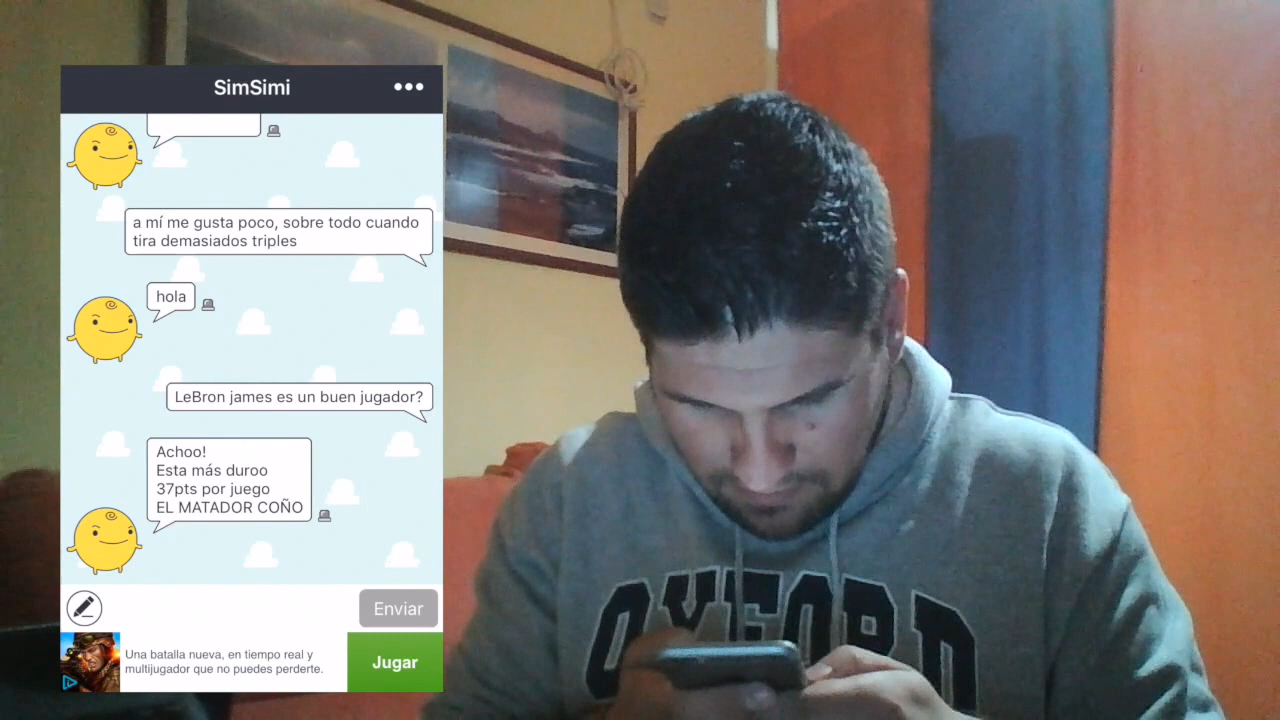 SimSimi
a mí me gusta poco, sobre todo cuando
tira demasiados triples
hola
LeBron james es un buen jugador?
Achoo!
Esta más duroo
37pts por juego
EL MATADOR COÑO
Enviar
Una batalla nueva, en tiempo real y
multijugador que no puedes perderte.
Jugar
OXFORD